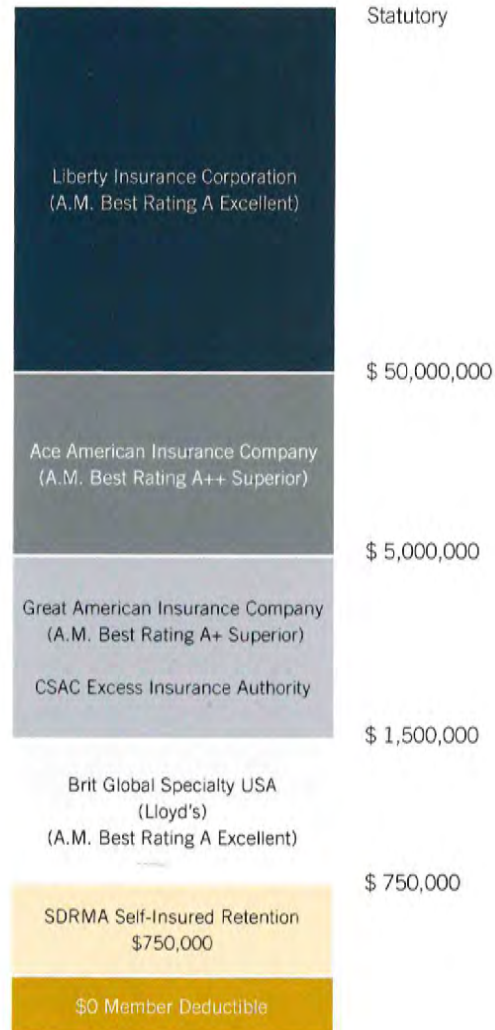 Statutory
Liberty Insurance Corporation
(A.M. Best Rating A Excellent)
$ 50,000,000
Ace American Insurance Company
(A.M. Best Rating A++ Superior)
$ 5,000,000
Great American Insurance Company
(A.M. Best Rating A+ Superior)
CSAC Excess Insurance Authority
$ 1,500,000
Brit Global Specialty USA
(Lloyd's)
(A.M. Best Rating A Excellent)
$ 750,000
SDRMA Self-Insured Retention
$750,000
$0 Member Deductible